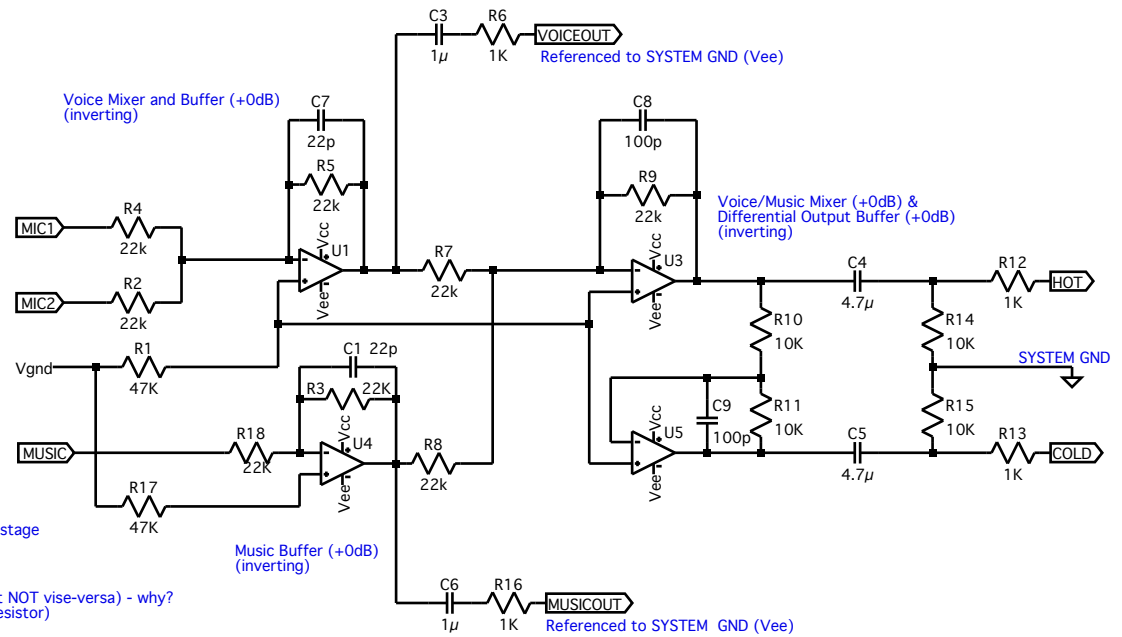 C3
R6
VOICEOUT
1µ
1K
Referenced to SYSTEM GND (Vee)
Voice Mixer and Buffer (+0dB)
(inverting)
C7
22p
R5
22k
C8
100p
R9
22k
Voice/Music Mixer (+0dB) &
Differential Output Buffer (+0dB)
(inverting)
MIC1
R4
22k
MIC2
R2
22k
Vcc
U1
Vee
R7
22k
Vcc
U3
Vee
C4
4.7µ
R12
1K
HOT
R10
10K
R14
10K
SYSTEM GND
Vgnd
R1
47K
C1 22p
R3 22K
Vcc
U4
Vee
MUSIC
R18
22K
R17
47K
R8
22k
Vcc
U5
Vee
C9
100p
R11
10K
R15
10K
C5
4.7µ
R13
1K
COLD
stage
Music Buffer (+0dB)
(inverting)
NOT vise-versa) - why?
esistor)
C6
1µ
R16
1K
MUSICOUT
Referenced to SYSTEM GND (Vee)